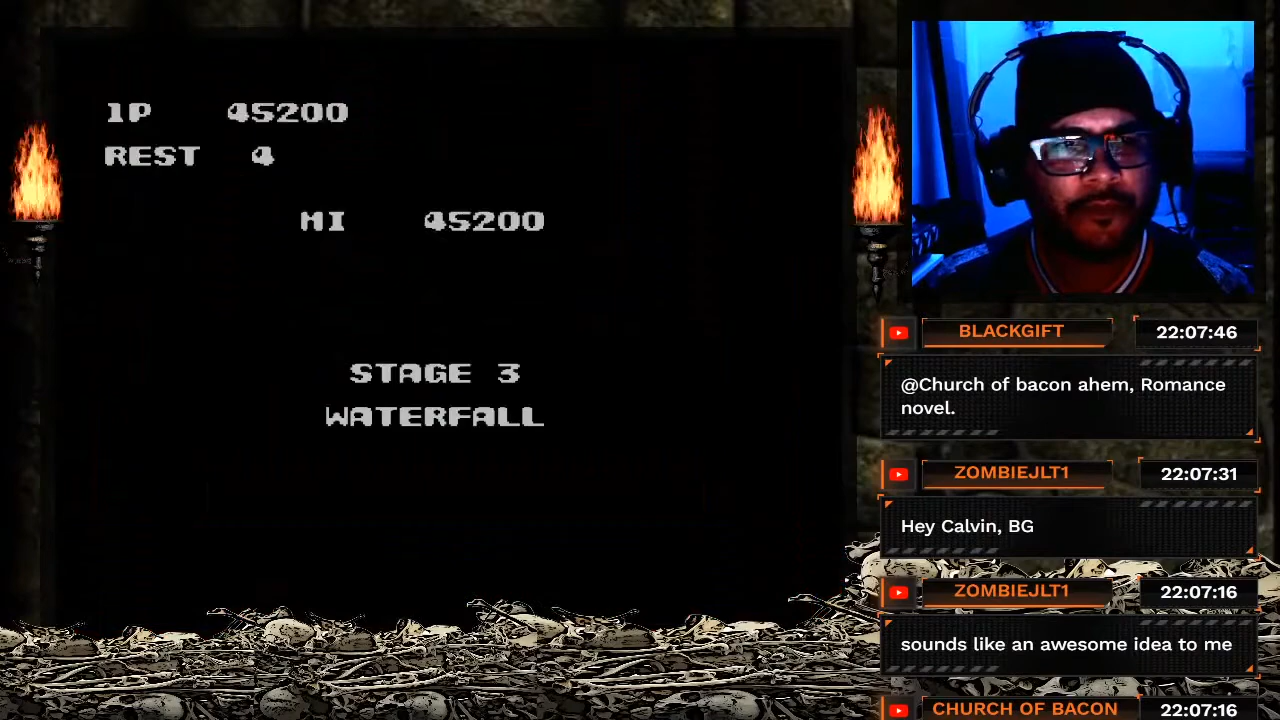 1P 45200
REST 4
HI 45200
STAGE 3
WATERFALL
BLACKGIFT 22:07:46
@Church of bacon ahem, Romance
novel.
ZOMBIEJLT1 22:07:31
Hey Calvin, BG
ZOMBIEJLT1 22:07:16
sounds like an awesome idea to me
CHURCH OF BACON 22:07:16